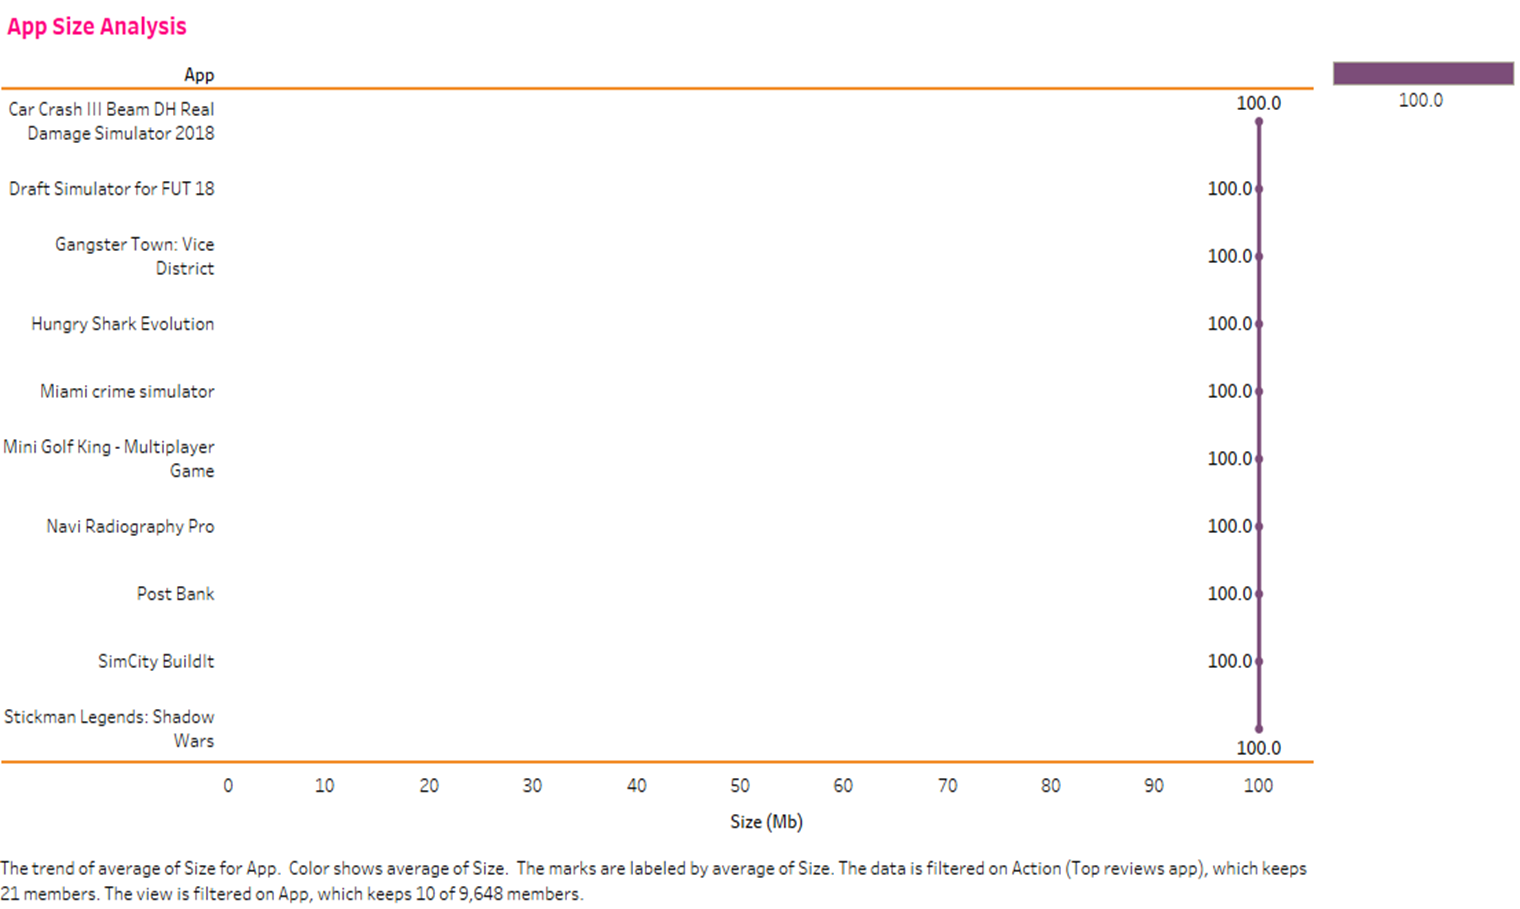 App Size Analysis
App
100.0
Car Crash III Beam DH Real
Damage Simulator 2018
100.0
Draft Simulator for FUT 18
100.0
Gangster Town: Vice
District
100.0
Hungry Shark Evolution
100.0
Miami crime simulator
100.0
Mini Golf King - Multiplayer
Game
100.0
Navi Radiography Pro
100.0
Post Bank
100.0
SimCity BuildIt
100.0
Stickman Legends: Shadow
Wars
100.0
0 10 20 30 40 50 60 70 80 90 100
Size (Mb)
The trend of average of Size for App.  Color shows average of Size.  The marks are labeled by average of Size. The data is filtered on Action (Top reviews app), which keeps
21 members. The view is filtered on App, which keeps 10 of 9,648 members.
100.0